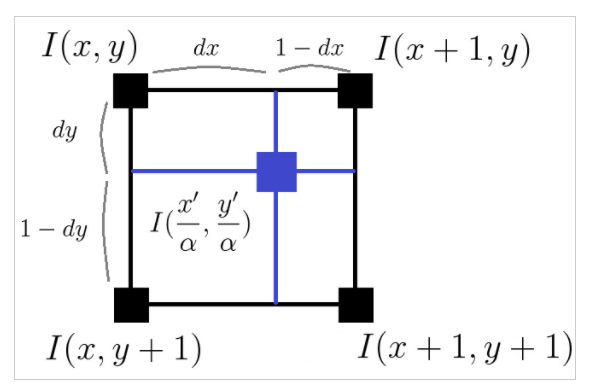 I(x, y) dx 1 − dx I(x + 1, y)
dy
I(x′/α, y′/α)
1 − dy
I(x, y + 1) I(x + 1, y + 1)